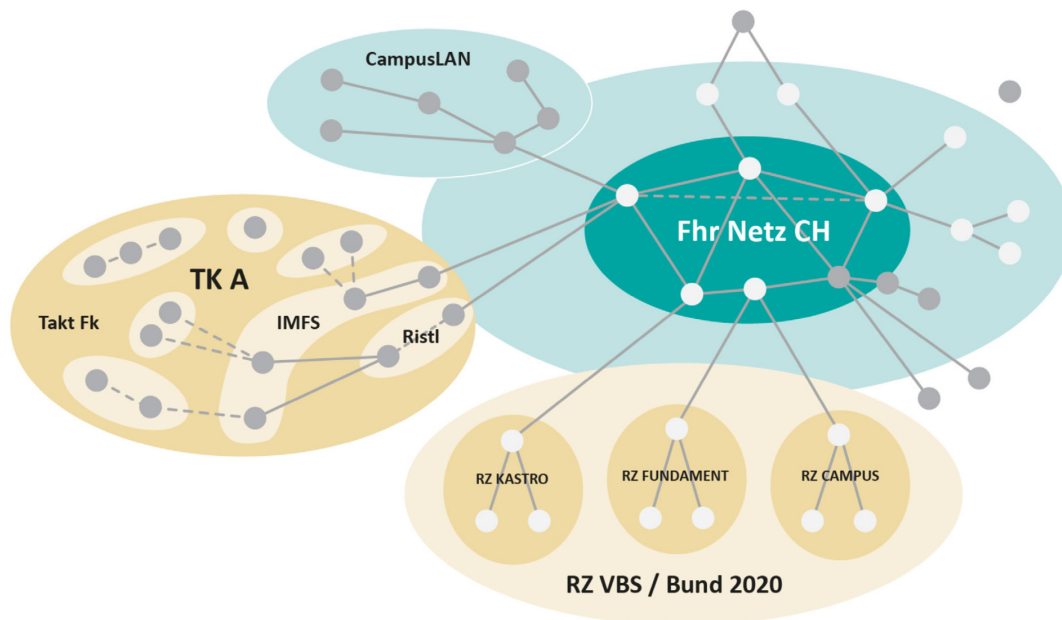 CampusLAN
Fhr Netz CH
TK A
Takt Fk
IMFS
Ristl
RZ KASTRO
RZ FUNDAMENT
RZ CAMPUS
RZ VBS / Bund 2020